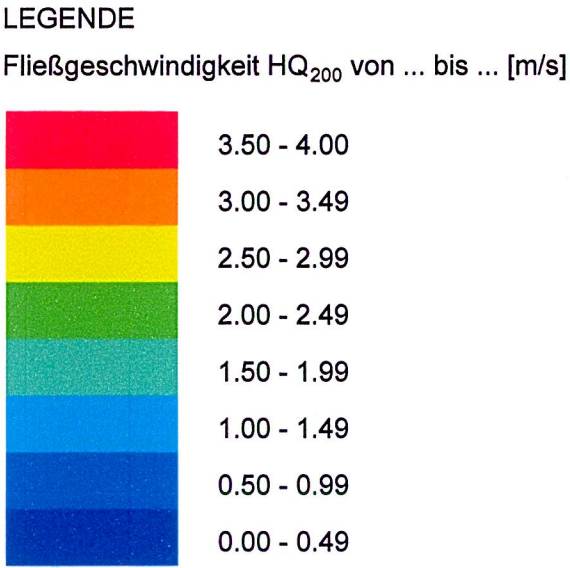 LEGENDE
Fließgeschwindigkeit HQ200 von ... bis ... [m/s]
3.50 - 4.00
3.00 - 3.49
2.50 - 2.99
2.00 - 2.49
1.50 - 1.99
1.00 - 1.49
0.50 - 0.99
0.00 - 0.49